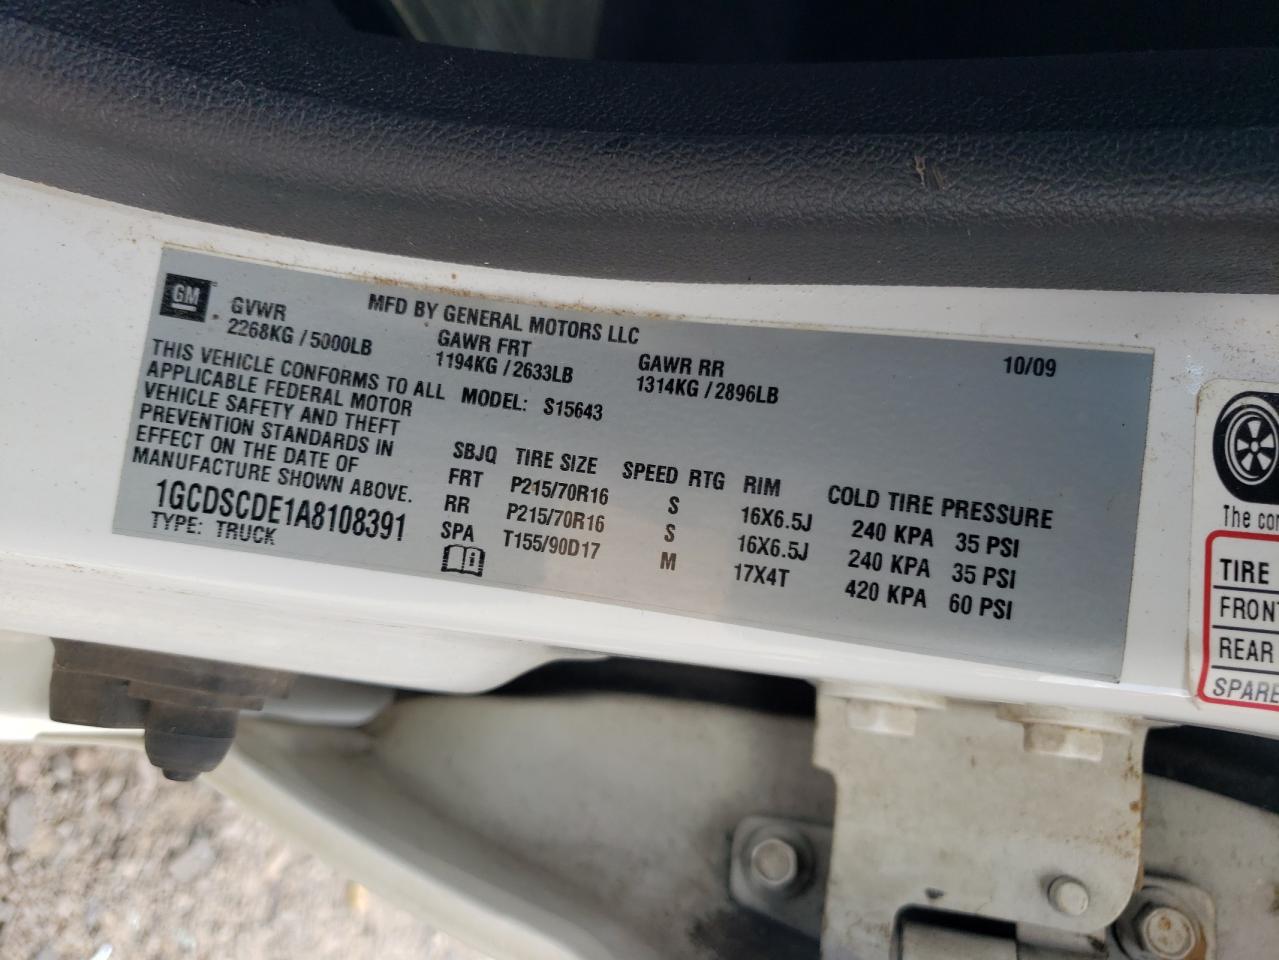 GM
MFD BY GENERAL MOTORS LLC
10/09
GVWR GAWR FRT GAWR RR
2268KG / 5000LB 1194KG / 2633LB 1314KG / 2896LB
THIS VEHICLE CONFORMS TO ALL
APPLICABLE FEDERAL MOTOR
VEHICLE SAFETY AND THEFT
PREVENTION STANDARDS IN
EFFECT ON THE DATE OF
MANUFACTURE SHOWN ABOVE.
1GCDSCDE1A8108391
TYPE: TRUCK
MODEL: S15643
SBJQ TIRE SIZE SPEED RTG RIM COLD TIRE PRESSURE
FRT P215/70R16 S 16X6.5J 240 KPA 35 PSI
RR P215/70R16 S 16X6.5J 240 KPA 35 PSI
SPA T155/90D17 M 17X4T 420 KPA 60 PSI
The
TIRE
FRONT
REAR
SPARE